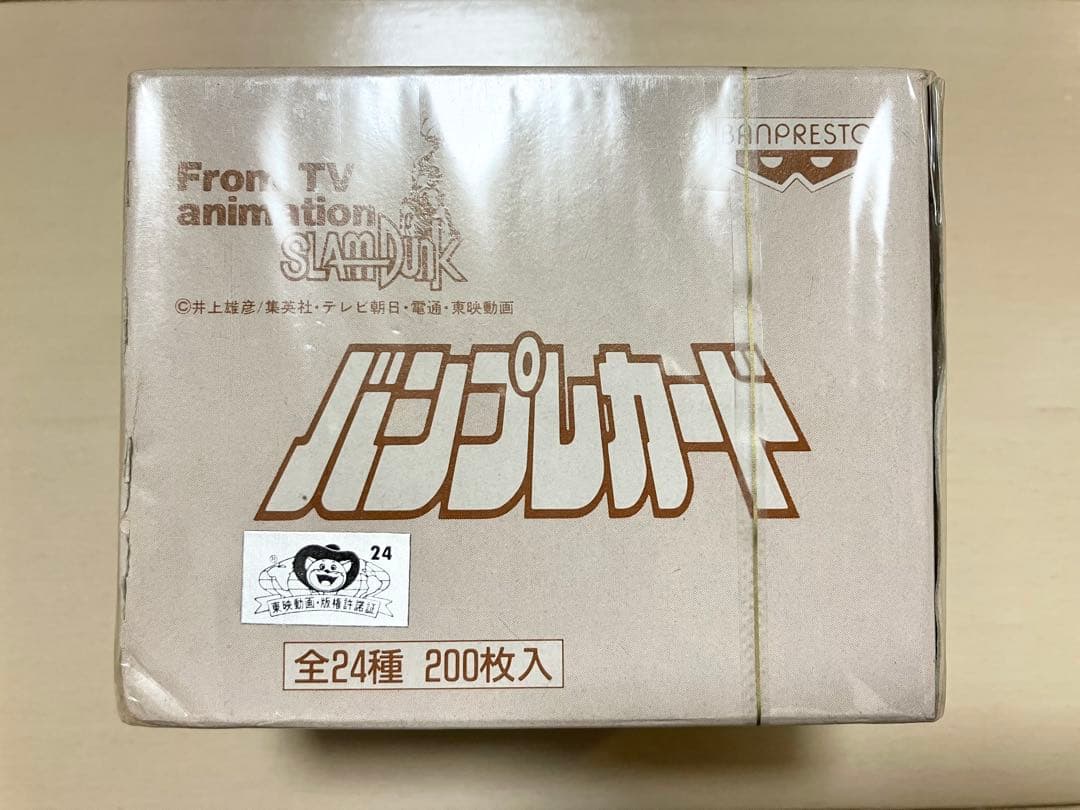 From TV
animation
SLAM DUNK
BANPRESTO
©井上雄彦/集英社・テレビ朝日・電通・東映動画
バンプレカード
24
東映動画・版権許諾証
全24種 200枚入